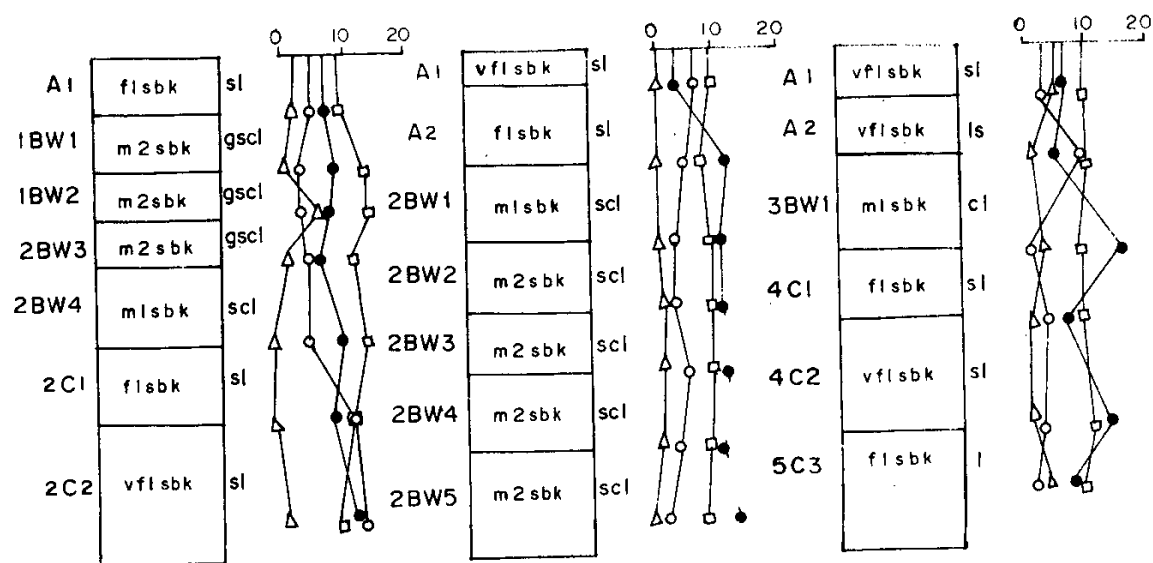 0 10 20
A1 f1sbk sl
1BW1 m2sbk gscl
1BW2 m2sbk gscl
2BW3 m2sbk gscl
2BW4 m1sbk scl
2C1 f1sbk sl
2C2 vf1sbk sl
0 10 20
A1 vf1sbk sl
A2 f1sbk sl
2BW1 m1sbk scl
2BW2 m2sbk scl
2BW3 m2sbk scl
2BW4 m2sbk scl
2BW5 m2sbk scl
0 10 20
A1 vf1sbk sl
A2 vf1sbk ls
3BW1 m1sbk cl
4C1 f1sbk sl
4C2 vf1sbk sl
5C3 f1sbk l